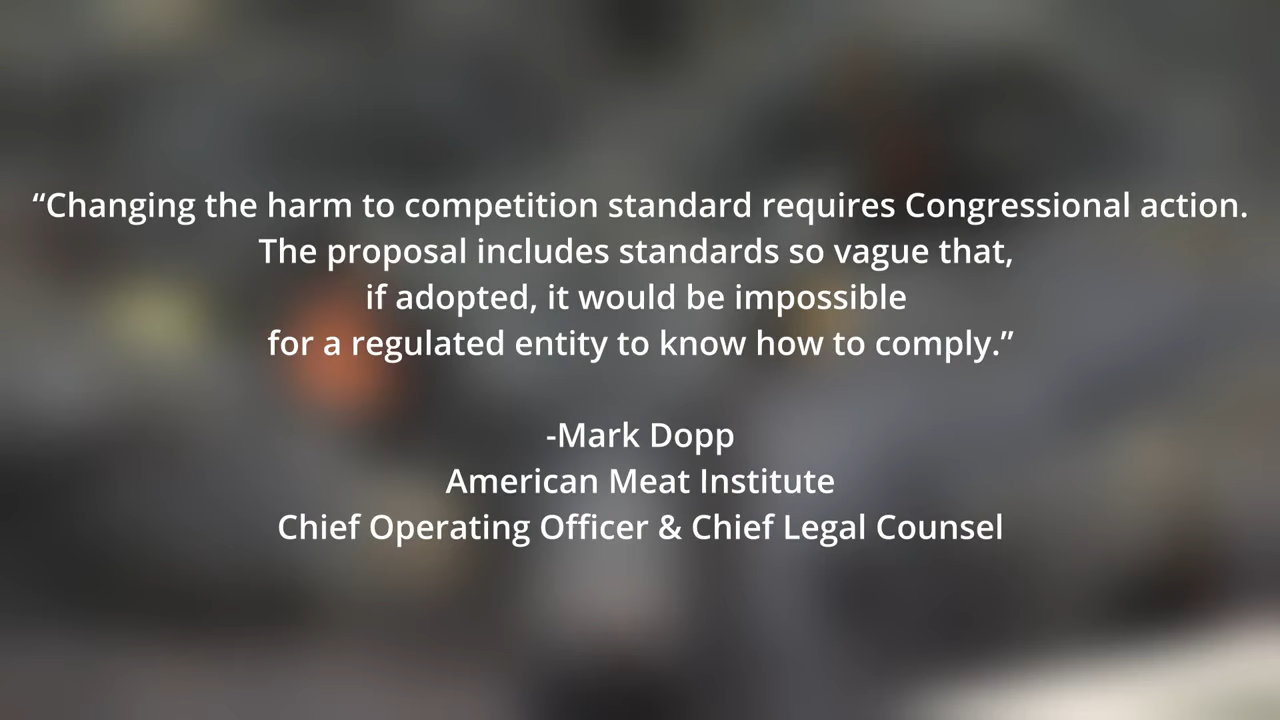 “Changing the harm to competition standard requires Congressional action.
The proposal includes standards so vague that,
if adopted, it would be impossible
for a regulated entity to know how to comply.”
-Mark Dopp
American Meat Institute
Chief Operating Officer & Chief Legal Counsel